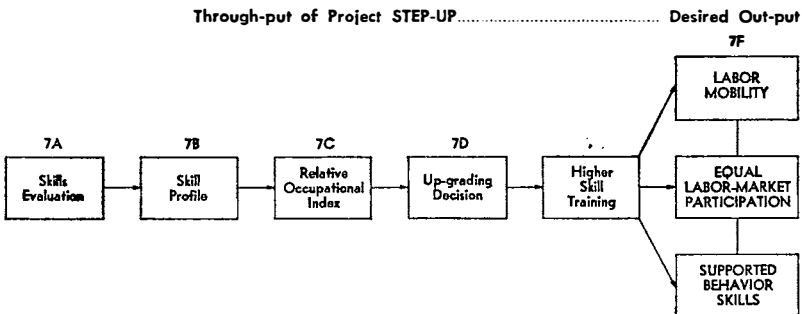 Through-put of Project STEP-UP.............................. Desired Out-put
7F
LABOR
MOBILITY
7A
Skills
Evaluation
7B
Skill
Profile
7C
Relative
Occupational
Index
7D
Up-grading
Decision
Higher
Skill
Training
EQUAL
LABOR-MARKET
PARTICIPATION
SUPPORTED
BEHAVIOR
SKILLS